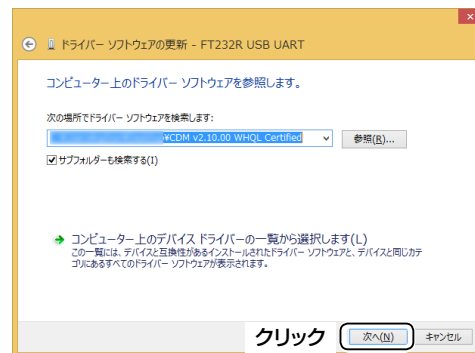 ドライバー ソフトウェアの更新 - FT232R USB UART
コンピューター上のドライバー ソフトウェアを参照します。
次の場所でドライバー ソフトウェアを検索します:
¥CDM v2.10.00 WHQL Certified
参照(R)...
サブフォルダーも検索する(I)
コンピューター上のデバイス ドライバーの一覧から選択します(L)
この一覧には、デバイスと互換性があるインストールされたドライバー ソフトウェアと、デバイスと同じカテ
ゴリにあるすべてのドライバー ソフトウェアが表示されます。
クリック
次へ(N)
キャンセル